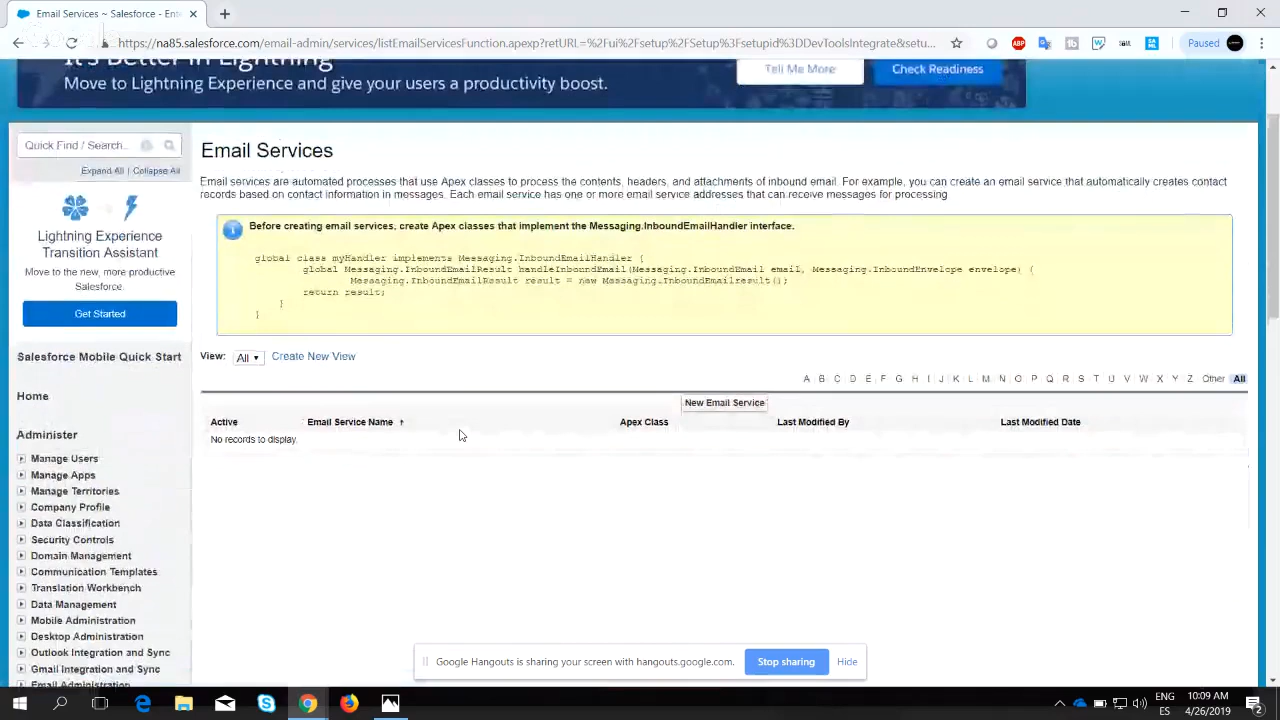 Email Services ~ Salesforce - Ente
https://na85.salesforce.com/email-admin/services/listEmailServicesFunction.apexp?retURL=%2Fui%2Fsetup%2FSetup%3Fsetupid%3DDevToolsIntegrate&setu...
ABP
Paused
It's Better in Lightning
Move to Lightning Experience and give your users a productivity boost.
Tell Me More
Check Readiness
Quick Find / Search...
Expand All | Collapse All
Lightning Experience
Transition Assistant
Move to the new, more productive
Salesforce.
Get Started
Salesforce Mobile Quick Start
Home
Administer
Manage Users
Manage Apps
Manage Territories
Company Profile
Data Classification
Security Controls
Domain Management
Communication Templates
Translation Workbench
Data Management
Mobile Administration
Desktop Administration
Outlook Integration and Sync
Gmail Integration and Sync
Email Administration
Email Services
Email services are automated processes that use Apex classes to process the contents, headers, and attachments of inbound email. For example, you can create an email service that automatically creates contact
records based on contact information in messages. Each email service has one or more email service addresses that can receive messages for processing
Before creating email services, create Apex classes that implement the Messaging.InboundEmailHandler interface.
global class myHandler implements Messaging.InboundEmailHandler {
global Messaging.InboundEmailResult handleInboundEmail(Messaging.InboundEmail email, Messaging.InboundEnvelope envelope) {
Messaging.InboundEmailResult result = new Messaging.InboundEmailresult();
return result;
}
}
View: All Create New View
A B C D E F G H I J K L M N O P Q R S T U V W X Y Z Other All
New Email Service
Active Email Service Name ↑ Apex Class Last Modified By Last Modified Date
No records to display.
Google Hangouts is sharing your screen with hangouts.google.com.
Stop sharing
Hide
ENG
ES
10:09 AM
4/26/2019
2